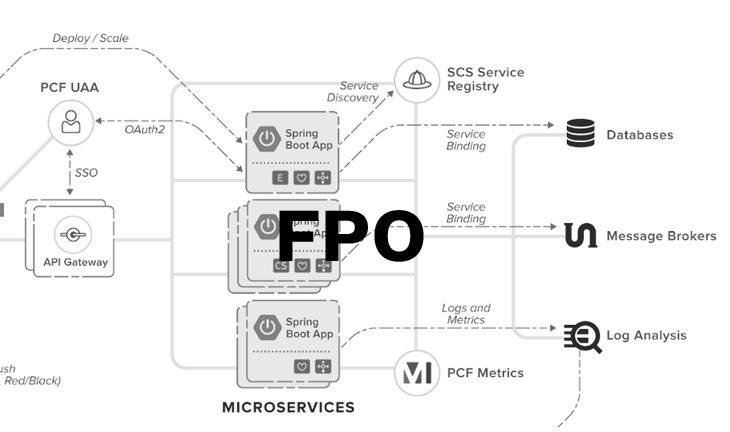 Deploy / Scale
PCF UAA
OAuth2
SSO
API Gateway
Service
Discovery
SCS Service
Registry
Spring
Boot App
E
Service
Binding
Databases
Spring
Boot App
CS
FPO
Service
Binding
Message Brokers
Spring
Boot App
Logs and
Metrics
Log Analysis
PCF Metrics
MICROSERVICES
Red/Black)